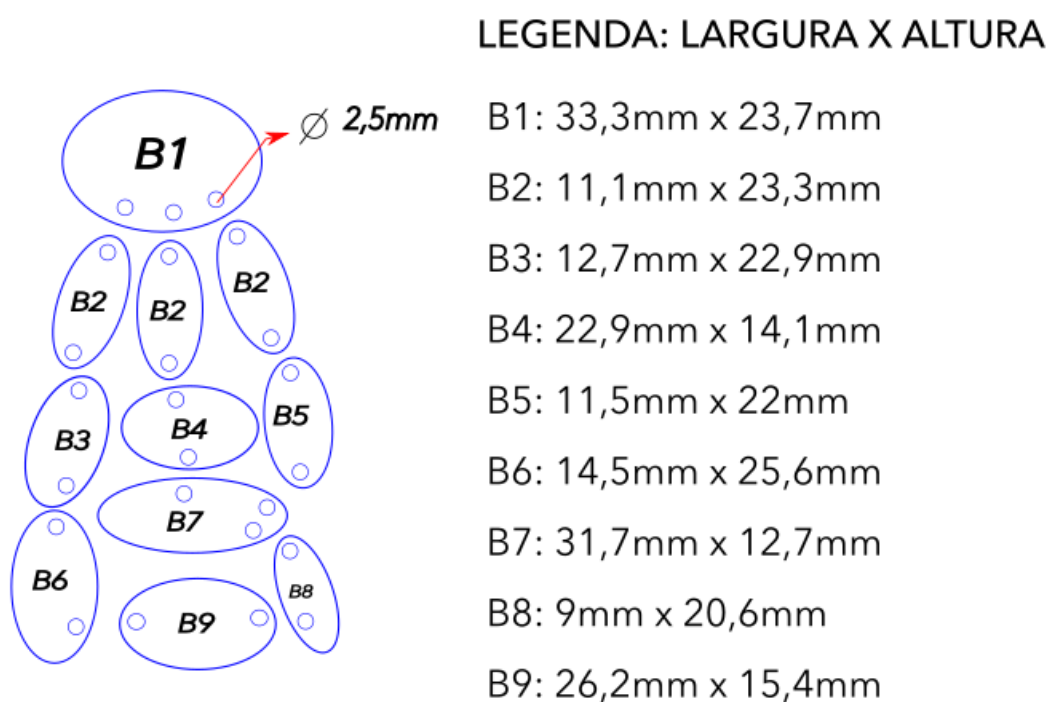 LEGENDA: LARGURA X ALTURA
B1
⌀ 2,5mm
B1: 33,3mm x 23,7mm
B2: 11,1mm x 23,3mm
B2
B2
B2
B3: 12,7mm x 22,9mm
B4: 22,9mm x 14,1mm
B3
B4
B5
B5: 11,5mm x 22mm
B6: 14,5mm x 25,6mm
B7
B7: 31,7mm x 12,7mm
B6
B8
B9
B8: 9mm x 20,6mm
B9: 26,2mm x 15,4mm